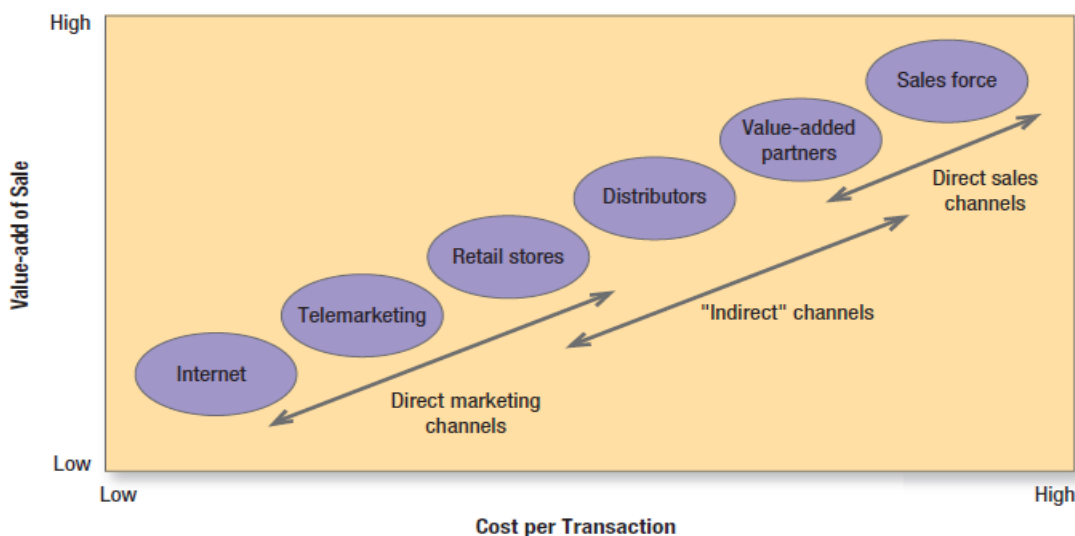 High
Sales force
Value-added
partners
Direct sales
channels
Distributors
Retail stores
"Indirect" channels
Telemarketing
Internet
Direct marketing
channels
Value-add of Sale
Low
Low
High
Cost per Transaction